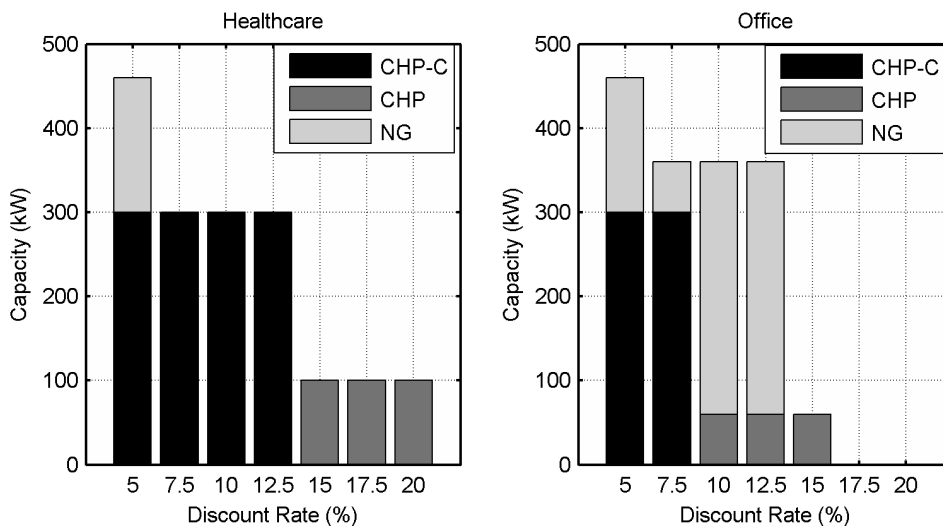 Healthcare
500
400
300
200
100
0
Capacity (kW)
CHP-C
CHP
NG
5 7.5 10 12.5 15 17.5 20
Discount Rate (%)
Office
500
400
300
200
100
0
Capacity (kW)
CHP-C
CHP
NG
5 7.5 10 12.5 15 17.5 20
Discount Rate (%)